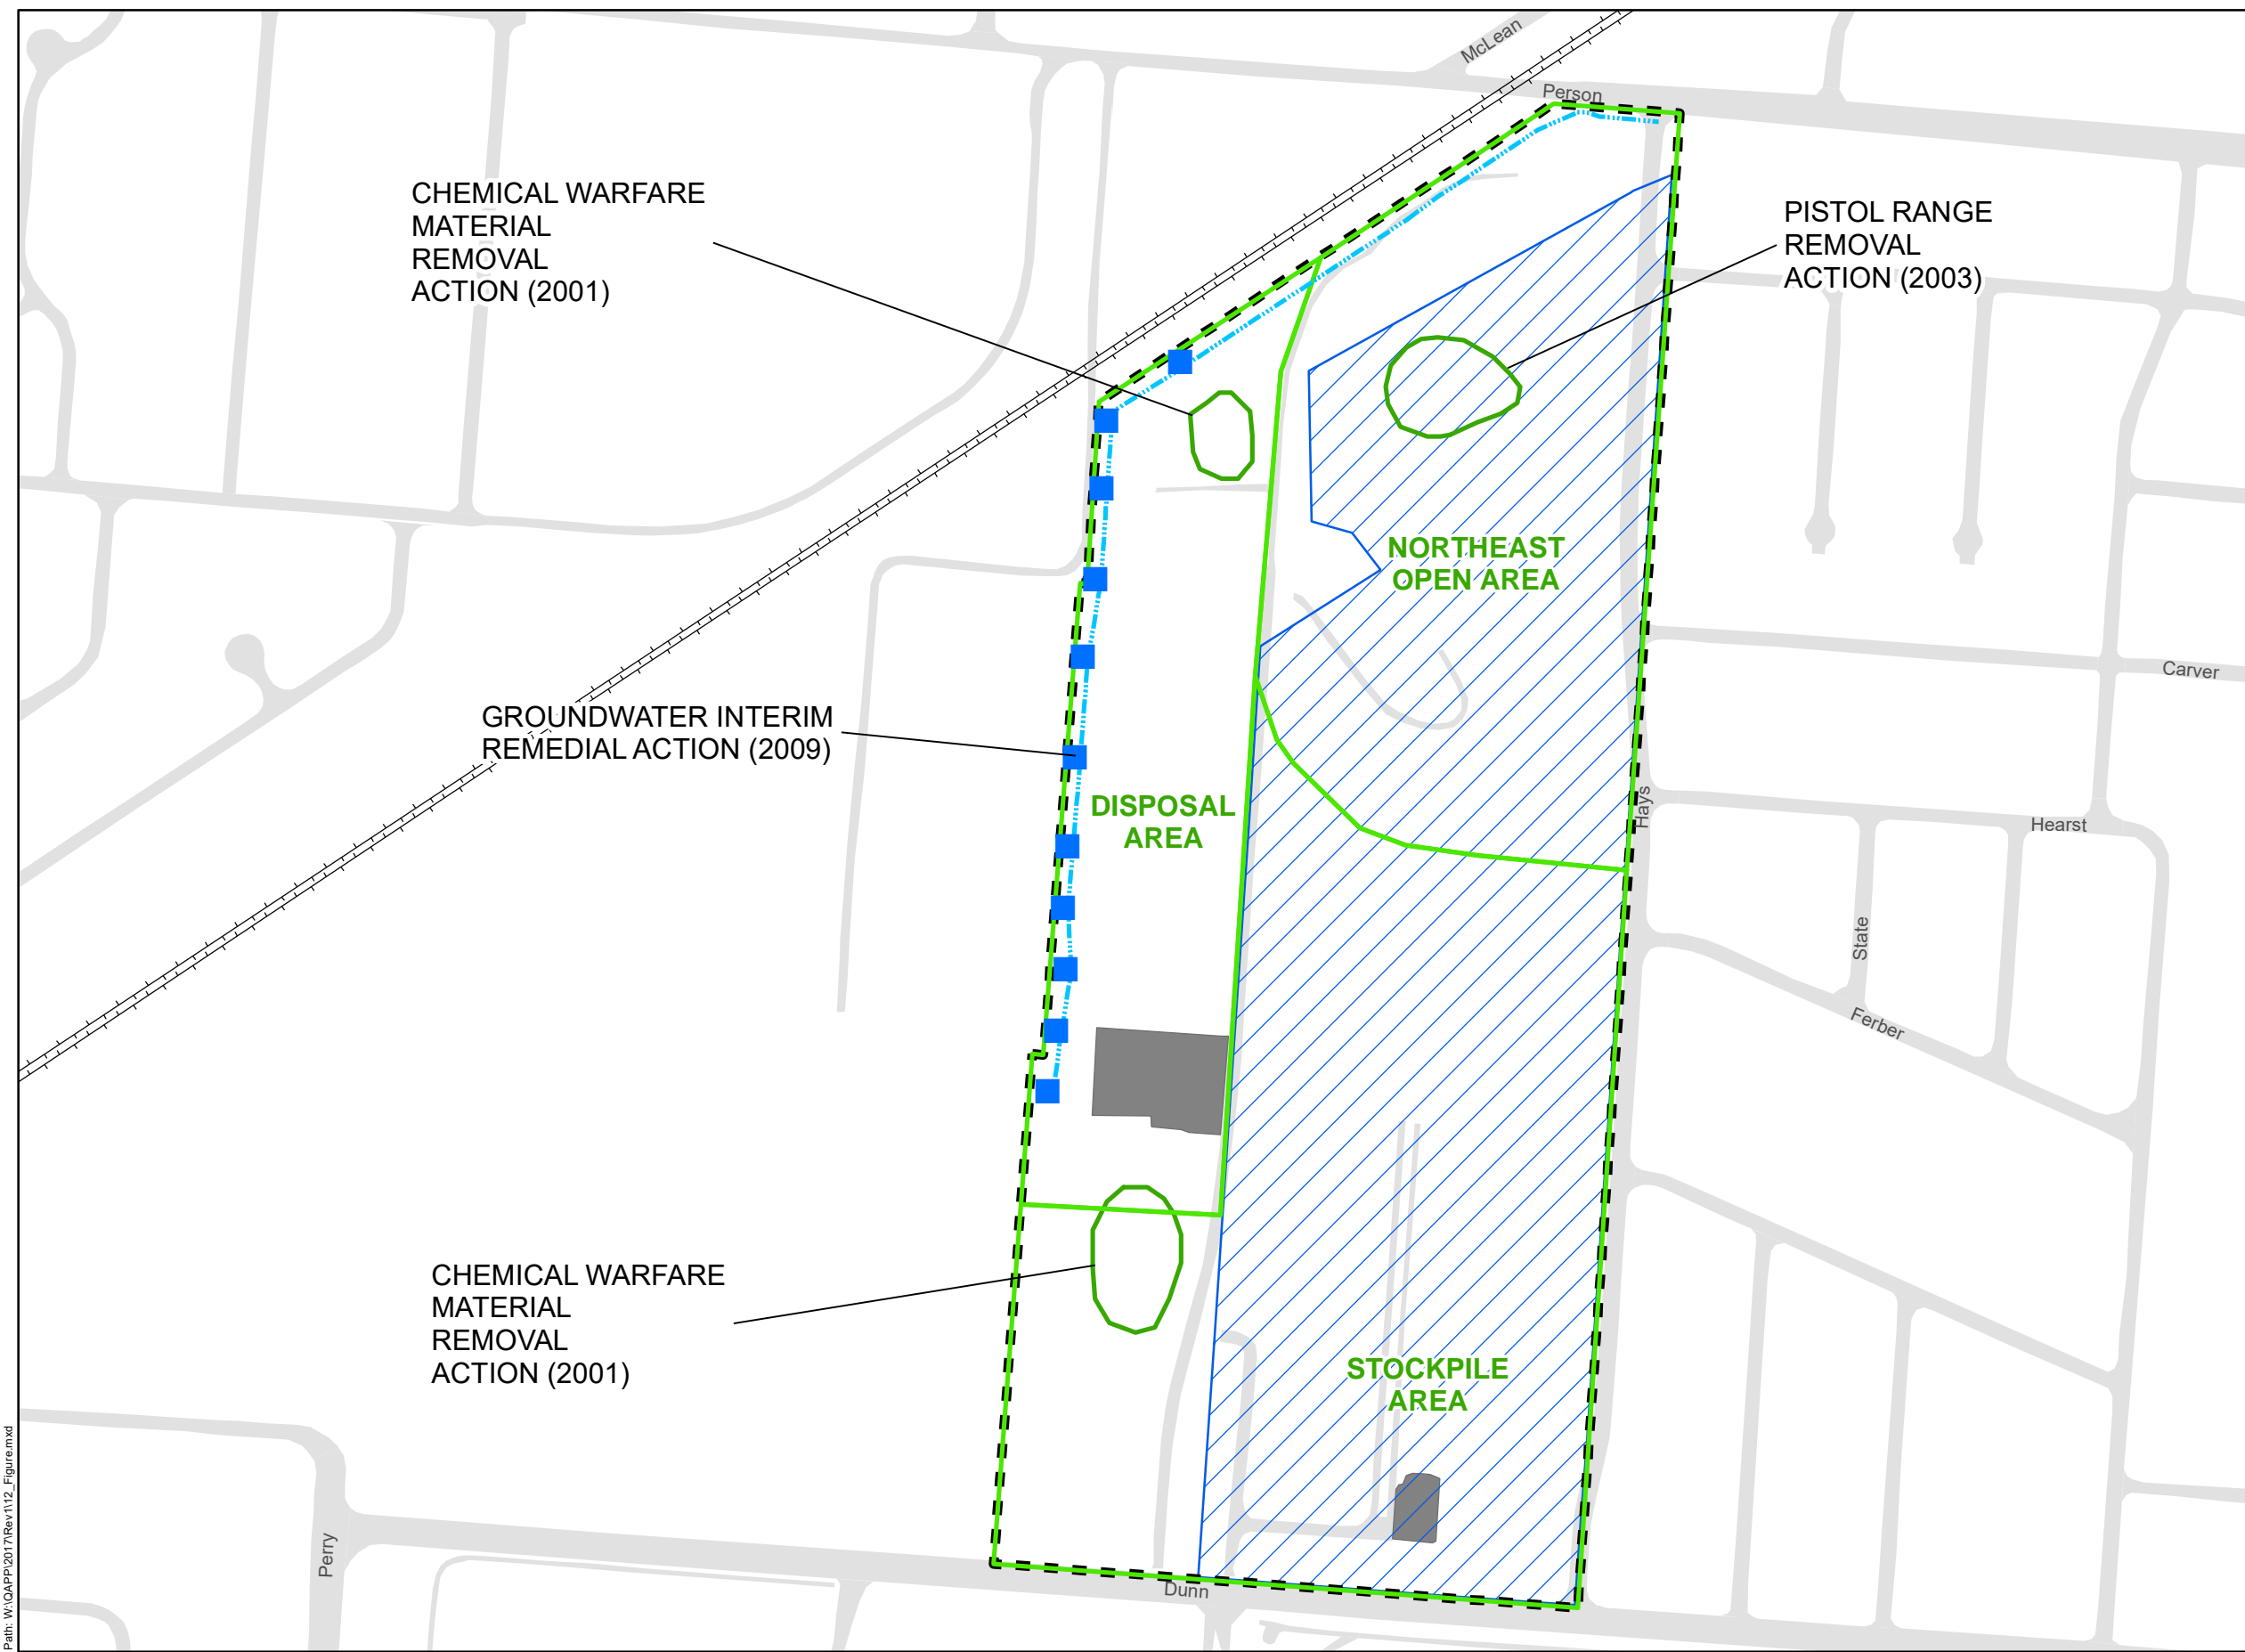 McLean
Person
CHEMICAL WARFARE
MATERIAL
REMOVAL
ACTION (2001)
PISTOL RANGE
REMOVAL
ACTION (2003)
NORTHEAST
OPEN AREA
Carver
GROUNDWATER INTERIM
REMEDIAL ACTION (2009)
DISPOSAL
AREA
Hays
Hearst
State
Ferber
CHEMICAL WARFARE
MATERIAL
REMOVAL
ACTION (2001)
STOCKPILE
AREA
Perry
Dunn
Path: W:\QAPP\2017\Rev1\12_Figure.mxd